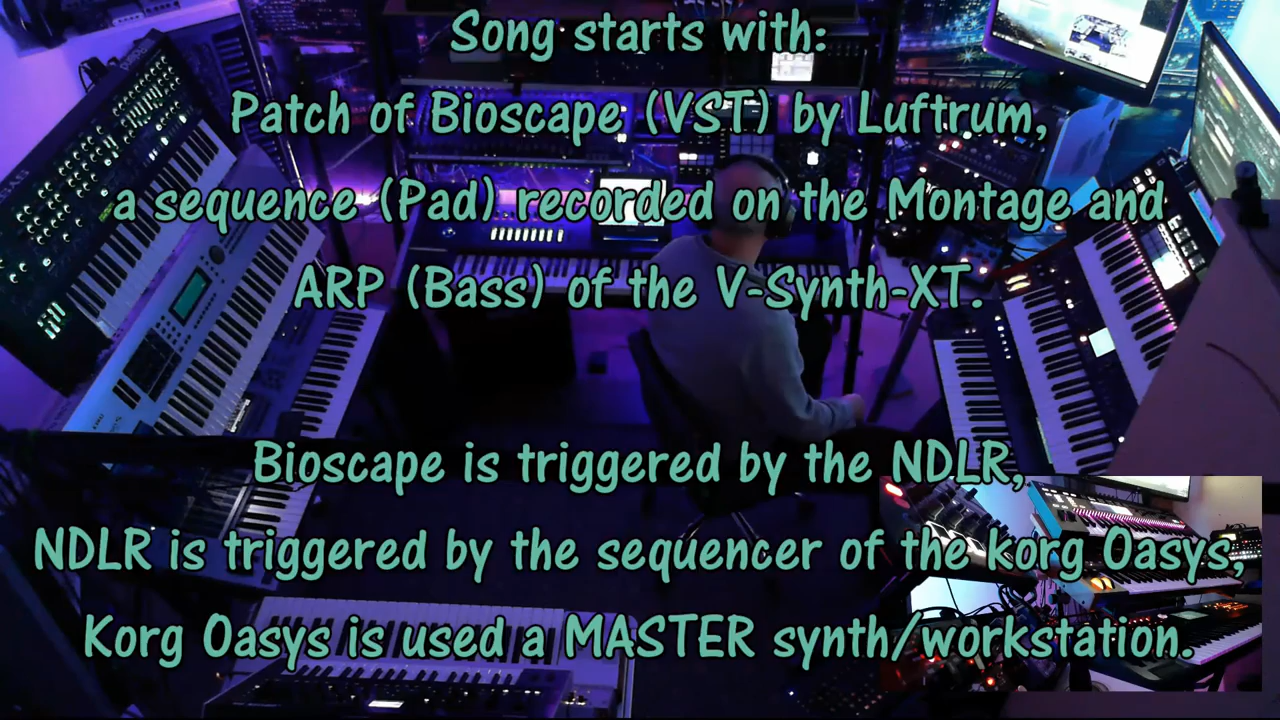 Song starts with:
Patch of Bioscape (VST) by Luftrum,
a sequence (Pad) recorded on the Montage and
ARP (Bass) of the V-Synth-XT.
Bioscape is triggered by the NDLR,
NDLR is triggered by the sequencer of the Korg Oasys,
Korg Oasys is used a MASTER synth/workstation.